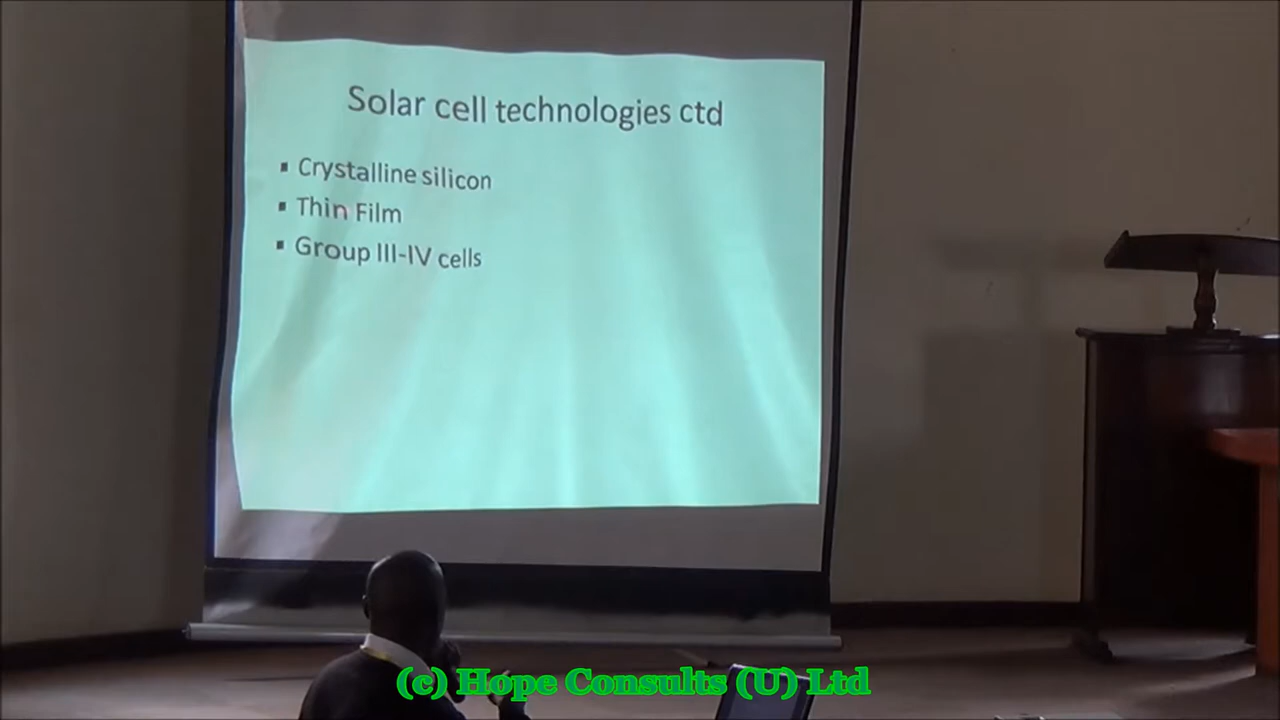 Solar cell technologies ctd
▪ Crystalline silicon
▪ Thin Film
▪ Group III-IV cells
(c) Hope Consults (U) Ltd